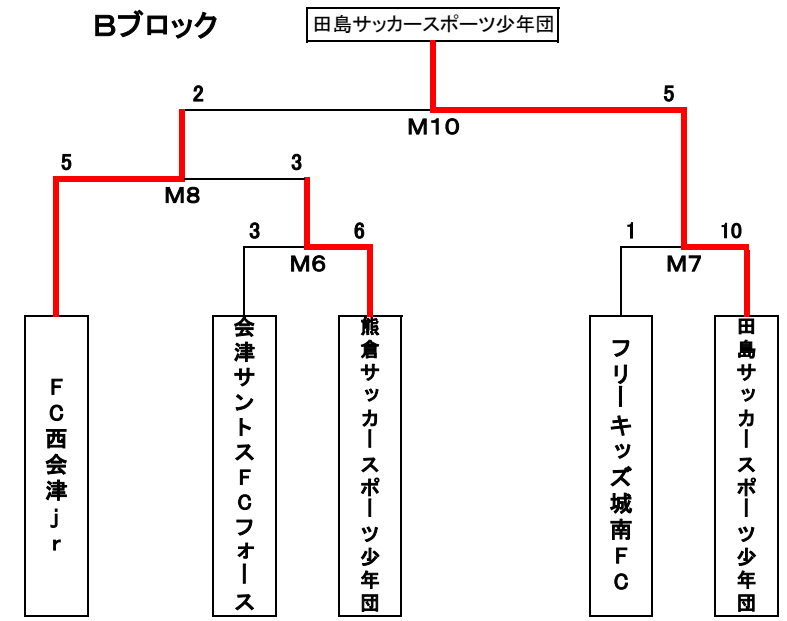 Bブロック
田島サッカースポーツ少年団
2
5
M10
5
3
M8
3
6
M6
1
10
M7
FC西会津jr
会津サントスFCフォース
熊倉サッカースポーツ少年団
フリーキッズ城南FC
田島サッカースポーツ少年団